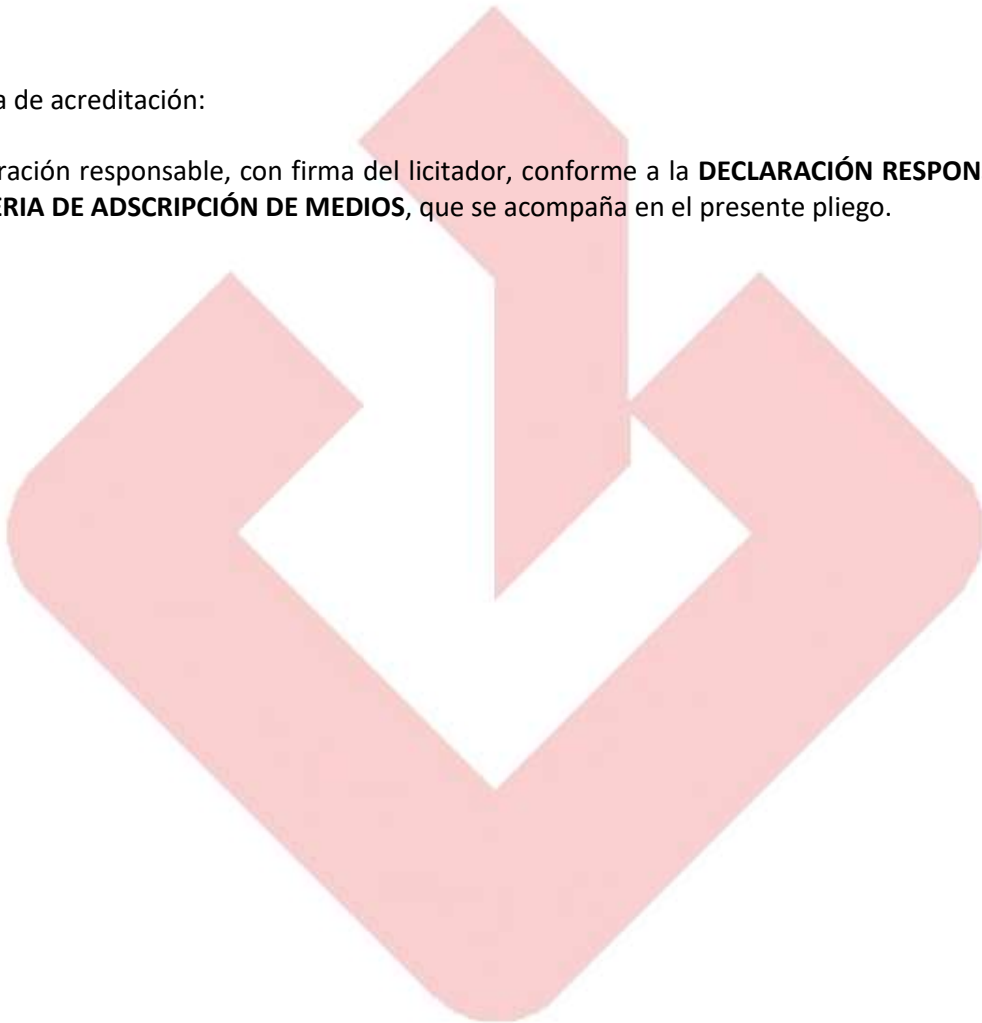 a de acreditación:
ración responsable, con firma del licitador, conforme a la DECLARACIÓN RESPON
ERIA DE ADSCRIPCIÓN DE MEDIOS, que se acompaña en el presente pliego.